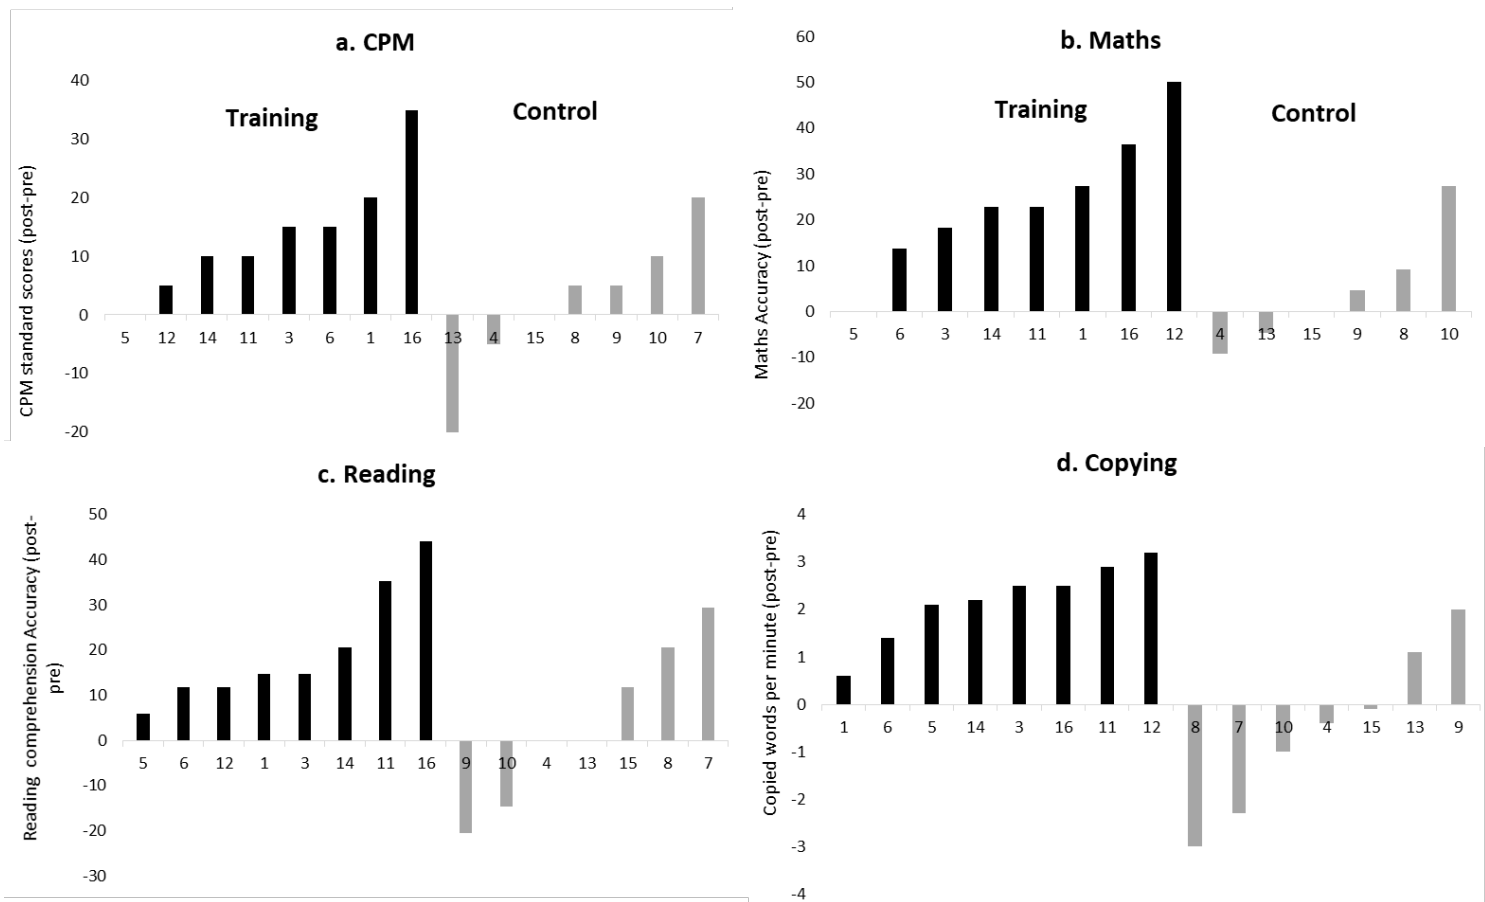 a. CPM
Training
Control
CPM standard scores (post-pre)
40
30
20
10
0
-10
-20
5 12 14 11 3 6 1 16 13 4 15 8 9 10 7
b. Maths
Training
Control
Maths Accuracy (post-pre)
60
50
40
30
20
10
0
-10
-20
5 6 3 14 11 1 16 12 4 13 15 9 8 10
c. Reading
Reading comprehension Accuracy (post-
pre)
50
40
30
20
10
0
-10
-20
-30
5 6 12 1 3 14 11 16 9 10 4 13 15 8 7
d. Copying
Copied words per minute (post-pre)
4
3
2
1
0
-1
-2
-3
-4
1 6 5 14 3 16 11 12 8 7 10 4 15 13 9